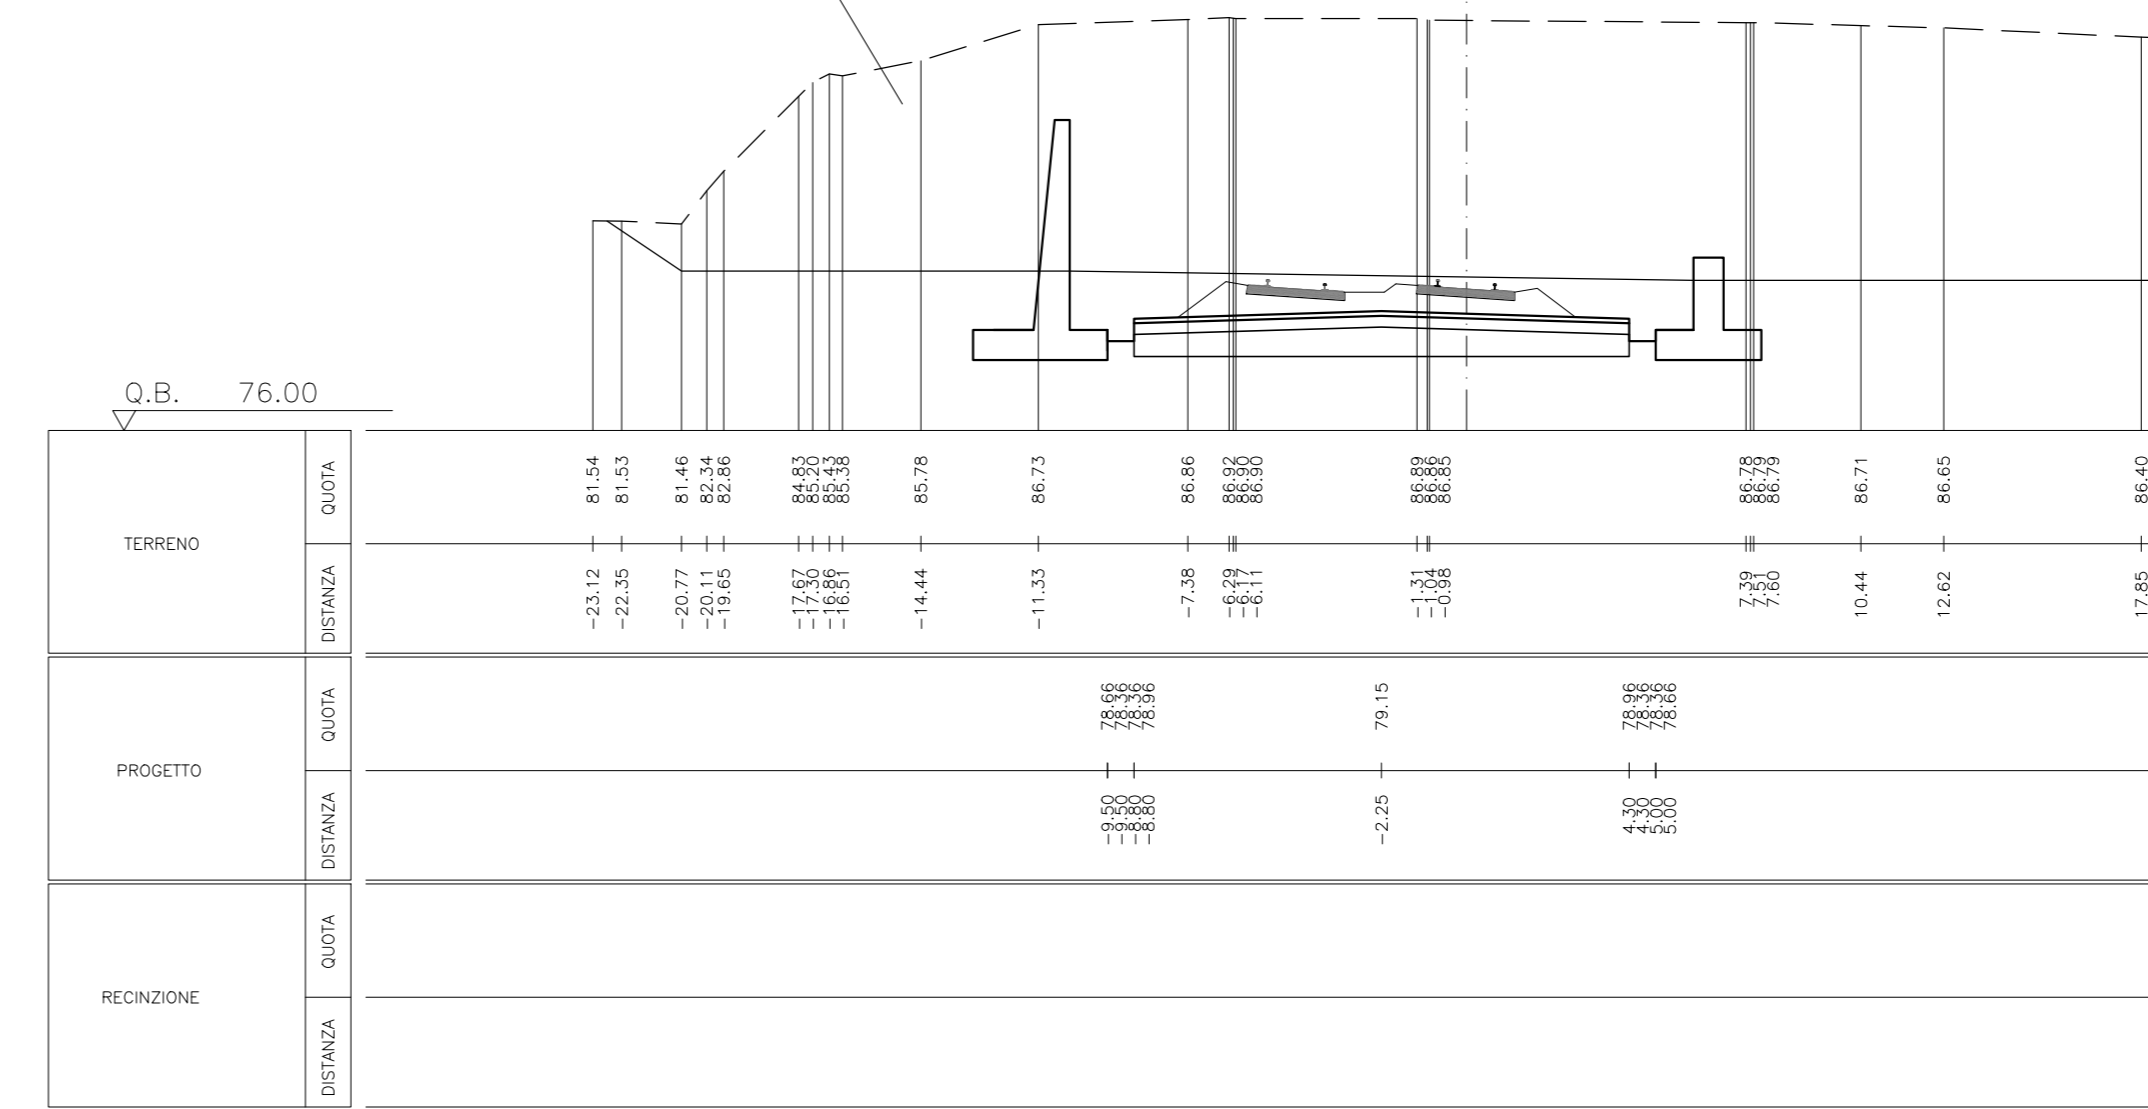 Q.B. 76.00
TERRENO
QUOTA
81.54 81.53 81.46 82.34 82.86 84.83 85.20 85.43 85.38 85.78 86.73 86.86 86.92 86.90 86.90 86.89 86.86 86.85 86.78 86.79 86.79 86.71 86.65 86.40
DISTANZA
-23.12 -22.35 -20.77 -20.11 -19.65 -17.67 -17.30 -16.86 -16.51 -14.44 -11.33 -7.38 -6.29 -6.17 -6.11 -1.31 -1.04 -0.98 7.39 7.51 7.60 10.44 12.62 17.85
PROGETTO
QUOTA
78.66 78.36 78.36 78.96 79.15 78.96 78.36 78.36 78.66
DISTANZA
-9.50 -9.50 -8.80 -8.80 -2.25 4.30 4.30 5.00 5.00
RECINZIONE
QUOTA
DISTANZA